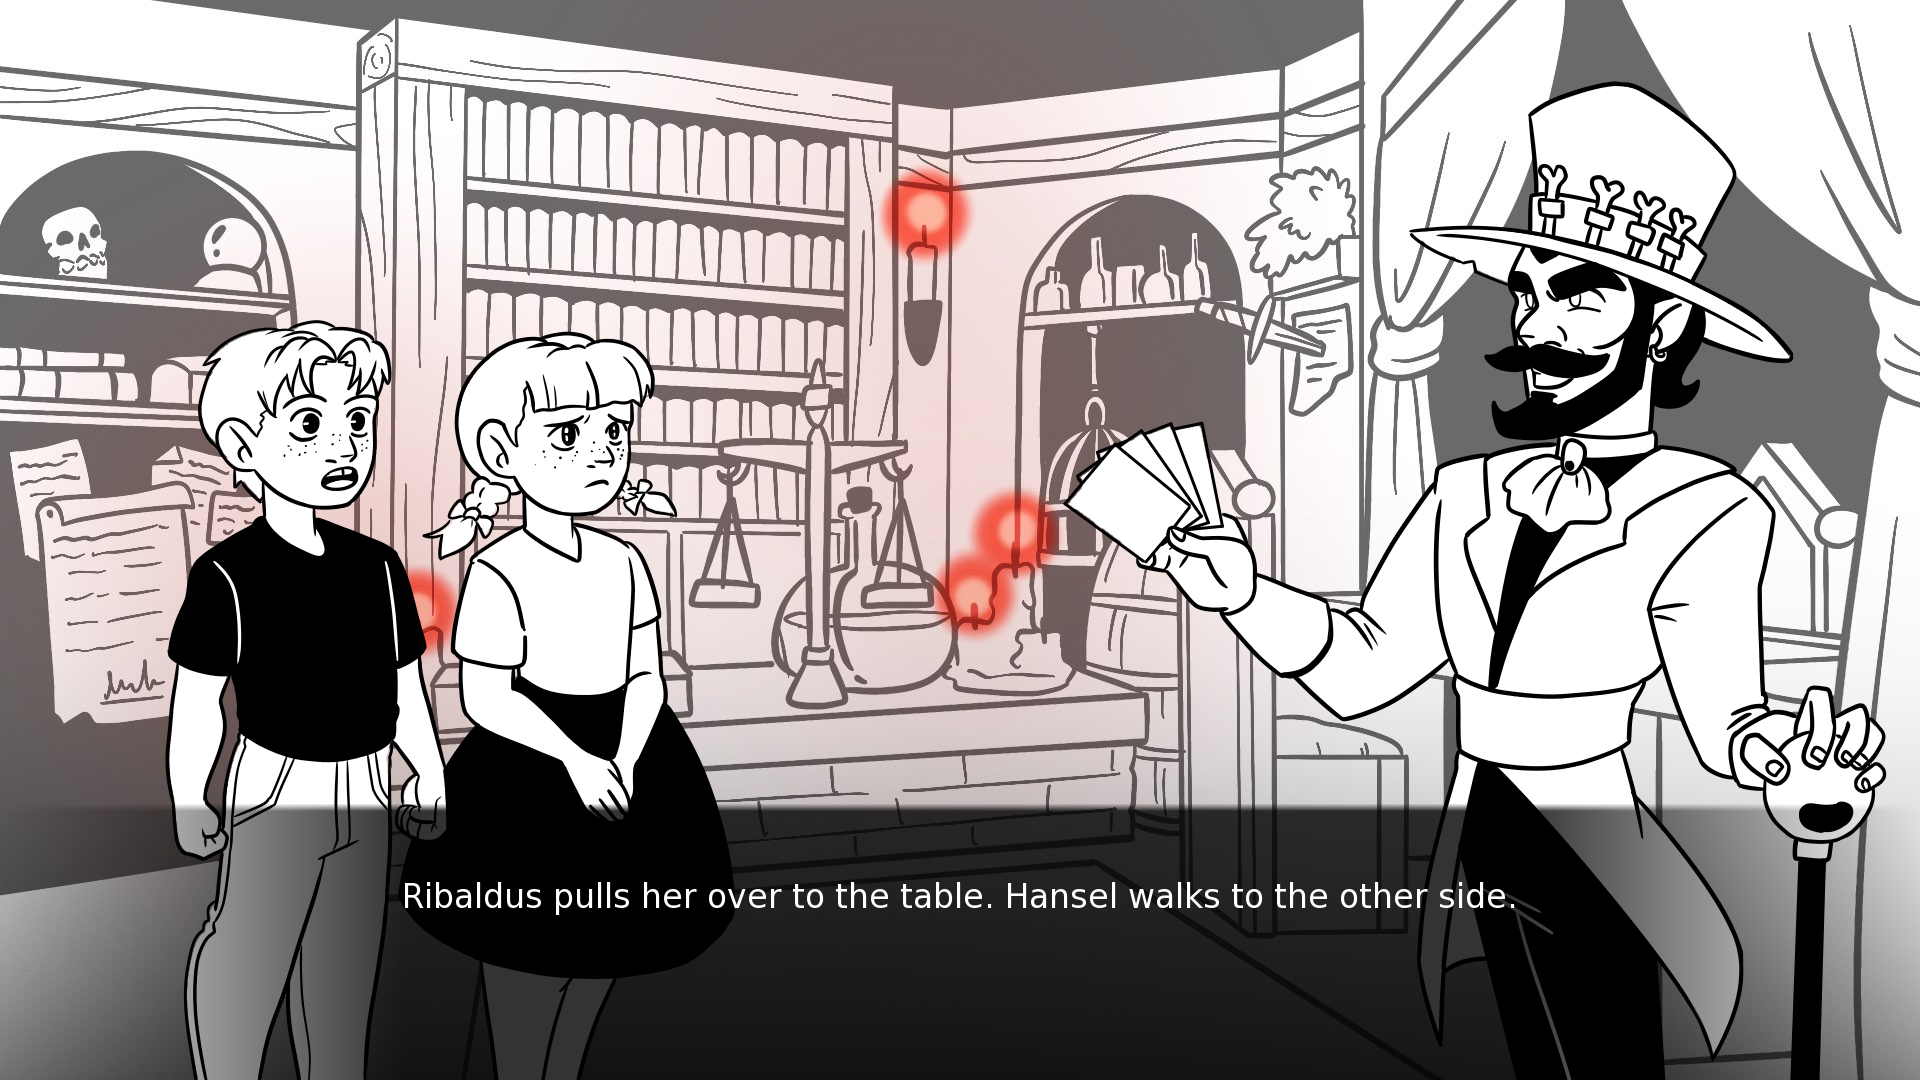 Ribaldus pulls her over to the table. Hansel walks to the other side.